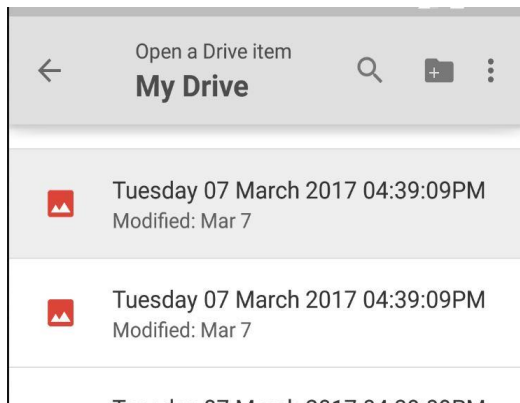 Open a Drive item
My Drive
Tuesday 07 March 2017 04:39:09PM
Modified: Mar 7
Tuesday 07 March 2017 04:39:09PM
Modified: Mar 7